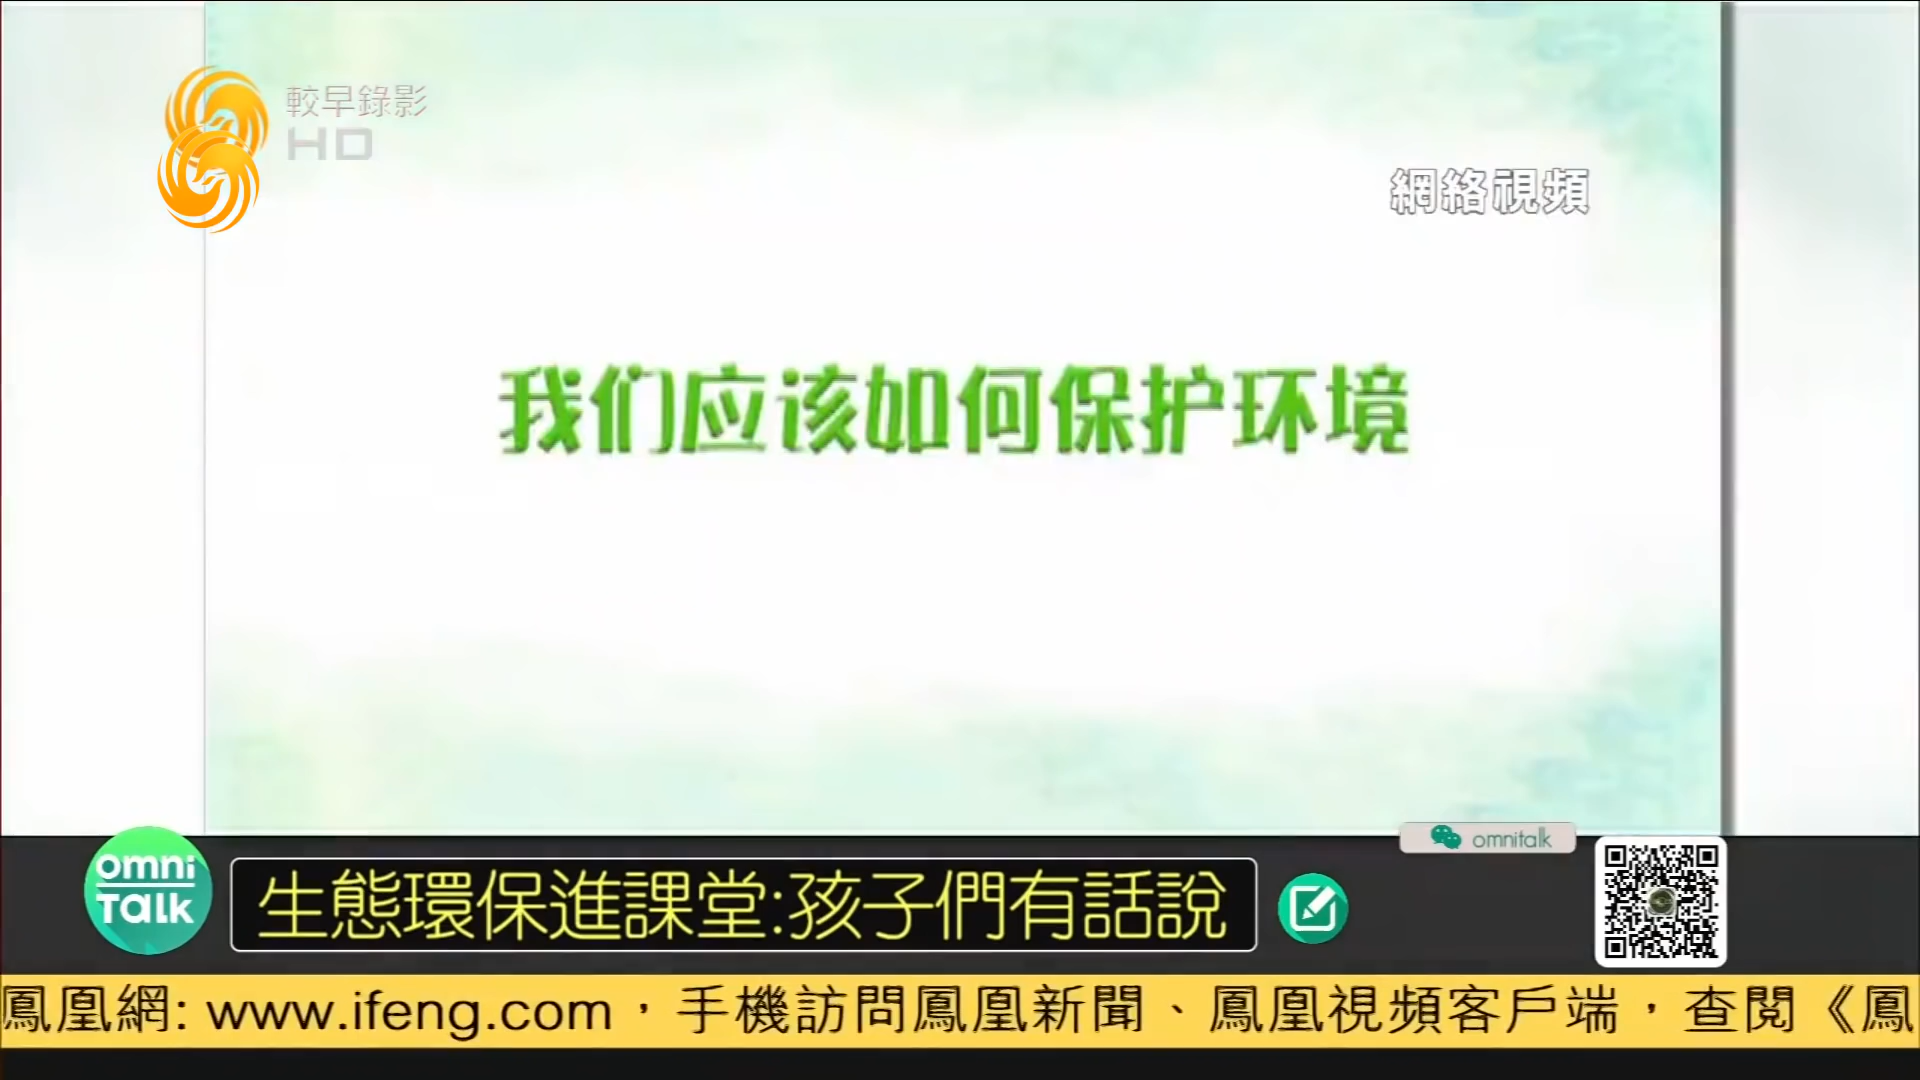 較早錄影
HD
網絡視頻
我们应该如何保护环境
omnitalk
omni
Talk
生態環保進課堂:孩子們有話說
鳳凰網: www.ifeng.com，手機訪問鳳凰新聞、鳳凰視頻客戶端，查閱《鳳